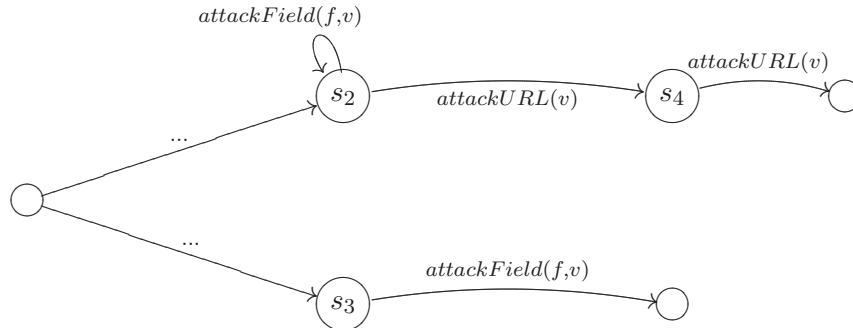 attackField(f,v)
attackURL(v)
s2
s4
attackURL(v)
...
...
attackField(f,v)
s3